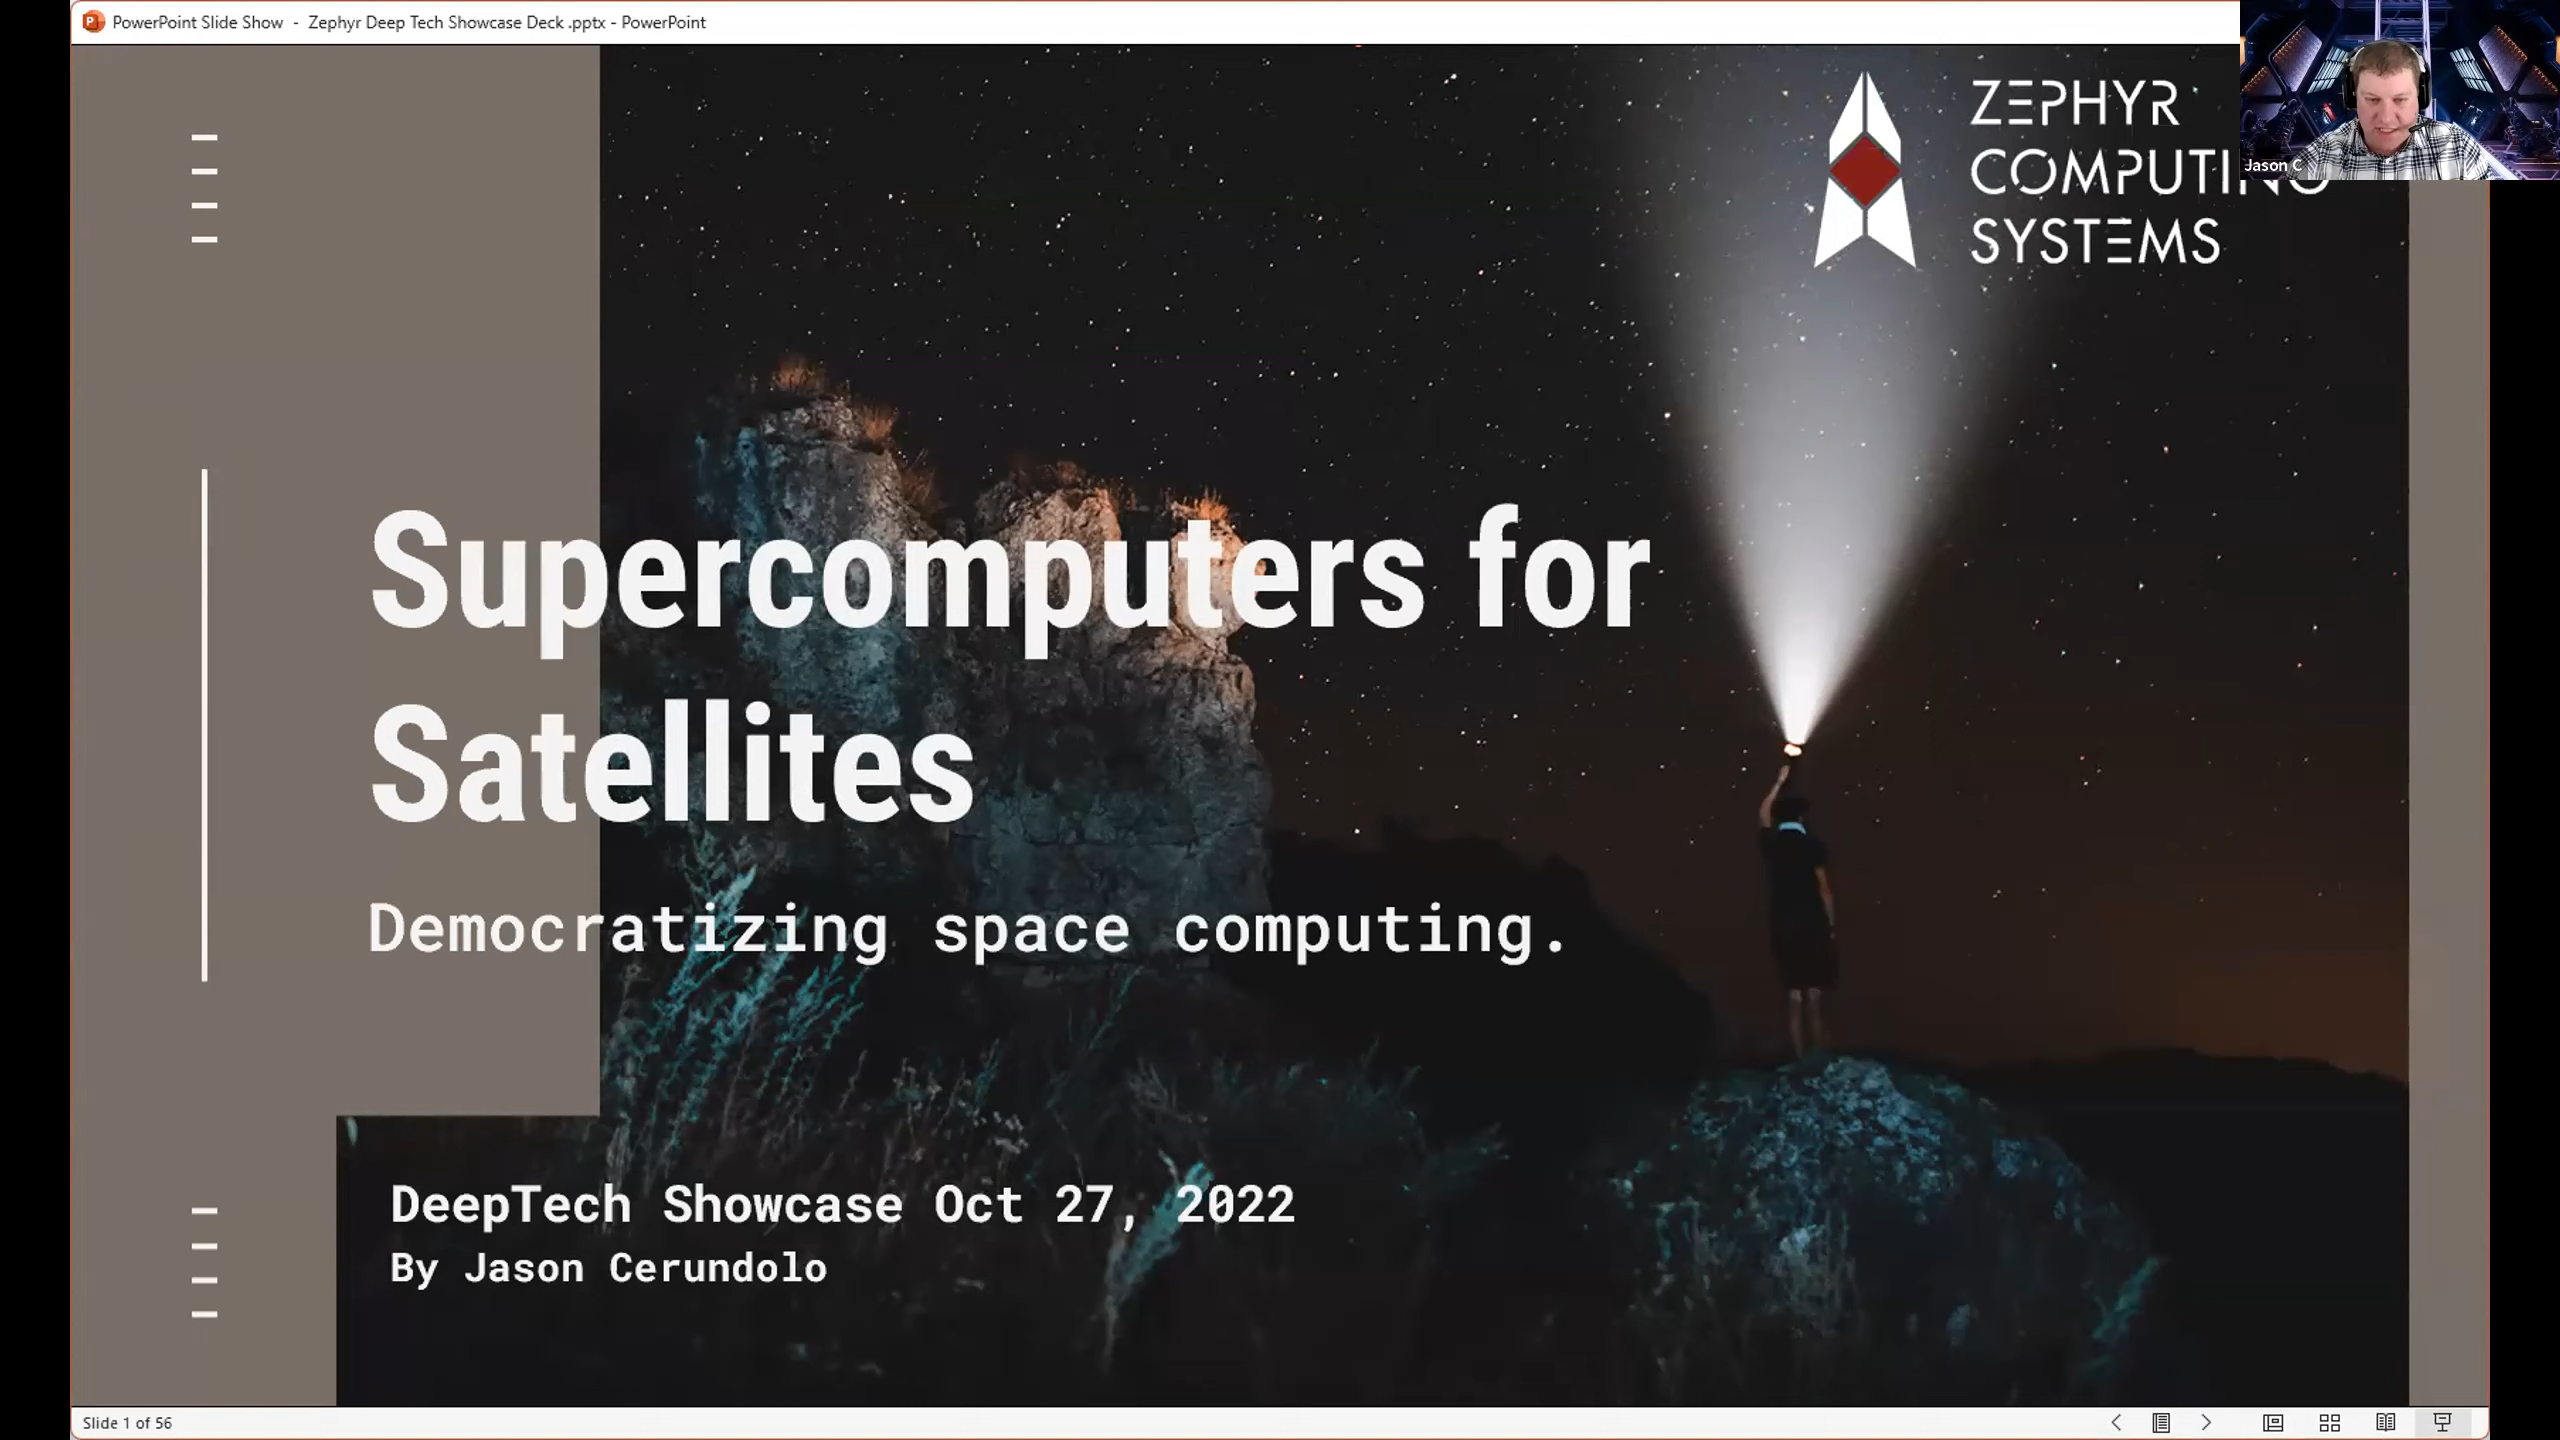 PowerPoint Slide Show - Zephyr Deep Tech Showcase Deck .pptx - PowerPoint
ZEPHYR
COMPUTING
SYSTEMS
Jason C
Supercomputers for
Satellites
Democratizing space computing.
DeepTech Showcase Oct 27, 2022
By Jason Cerundolo
Slide 1 of 56